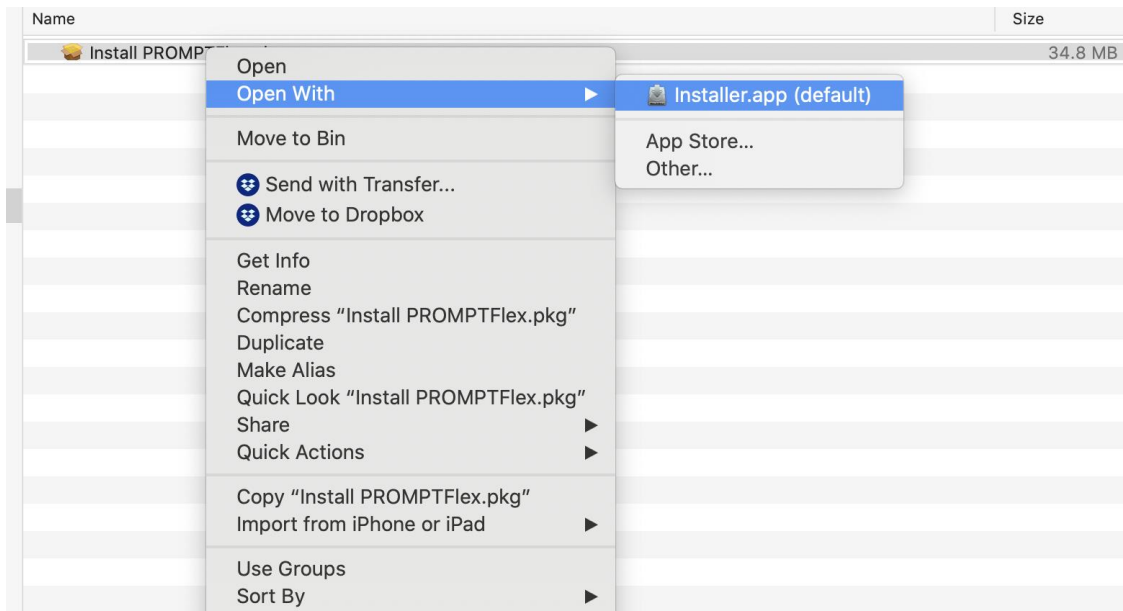 Name
Size
Install PROMPT
34.8 MB
Open
Open With
Installer.app (default)
Move to Bin
App Store...
Other...
Send with Transfer...
Move to Dropbox
Get Info
Rename
Compress “Install PROMPTFlex.pkg”
Duplicate
Make Alias
Quick Look “Install PROMPTFlex.pkg”
Share
Quick Actions
Copy “Install PROMPTFlex.pkg”
Import from iPhone or iPad
Use Groups
Sort By